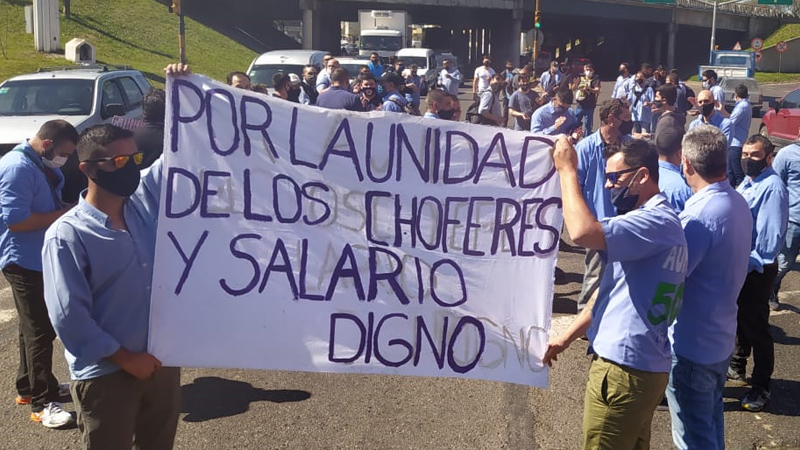 POR LA UNIDAD
DE LOS CHOFERES
Y SALARIO
DIGNO